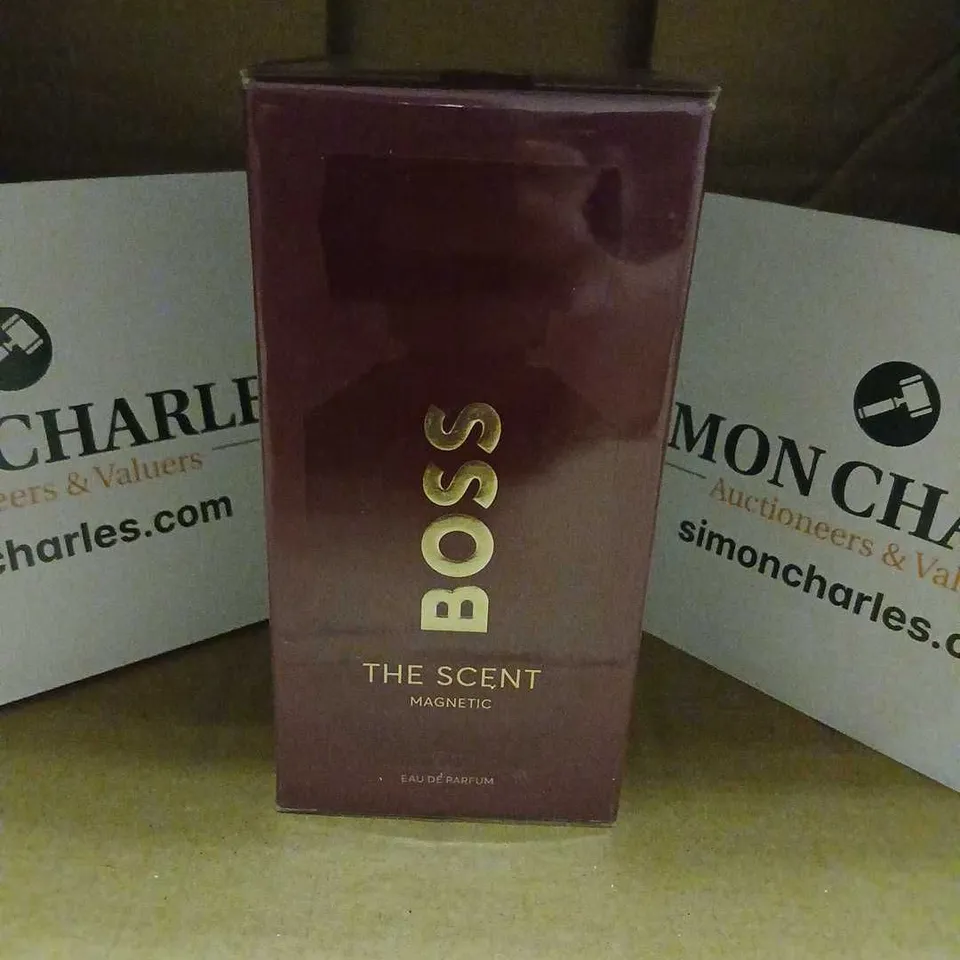 CHARLE
eers & Valuers
charles.com
BOSS
THE SCENT
MAGNETIC
EAU DE PARFUM
MON CHA
Auctioneers & Val
simoncharles.c